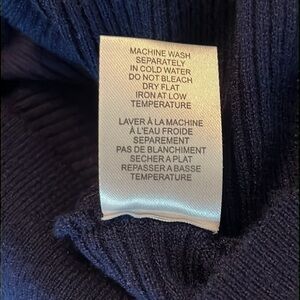 MACHINE WASH
SEPARATELY
IN COLD WATER
DO NOT BLEACH
DRY FLAT
IRON AT LOW
TEMPERATURE
LAVER À LA MACHINE
À L'EAU FROIDE
SEPAREMENT
PAS DE BLANCHIMENT
SECHER A PLAT
REPASSER A BASSE
TEMPERATURE